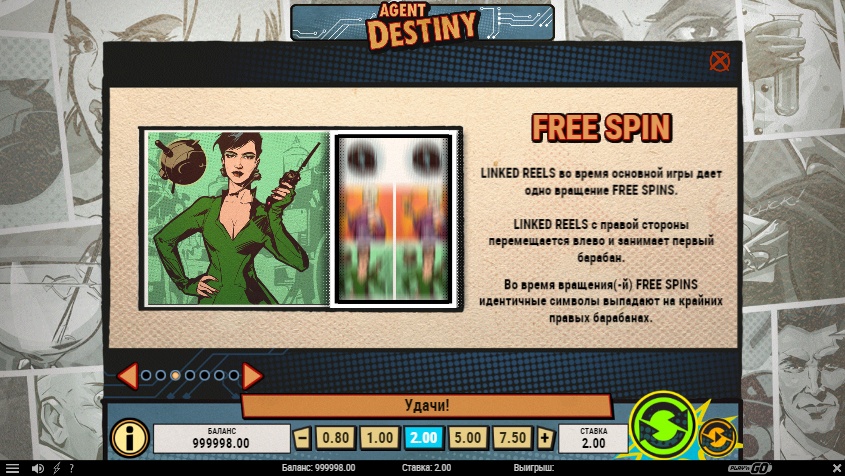 AGENT
DESTINY
FREE SPIN
LINKED REELS во время основной игры дает
одно вращение FREE SPINS.
LINKED REELS с правой стороны
перемещается влево и занимает первый
барабан.
Во время вращения(-й) FREE SPINS
идентичные символы выпадают на крайних
правых барабанах.
Удачи!
БАЛАНС
999998.00
0.80 1.00 2.00 5.00 7.50
СТАВКА
2.00
Баланс: 999998.00 Ставка: 2.00 Выигрыш:
PLAY'N GO